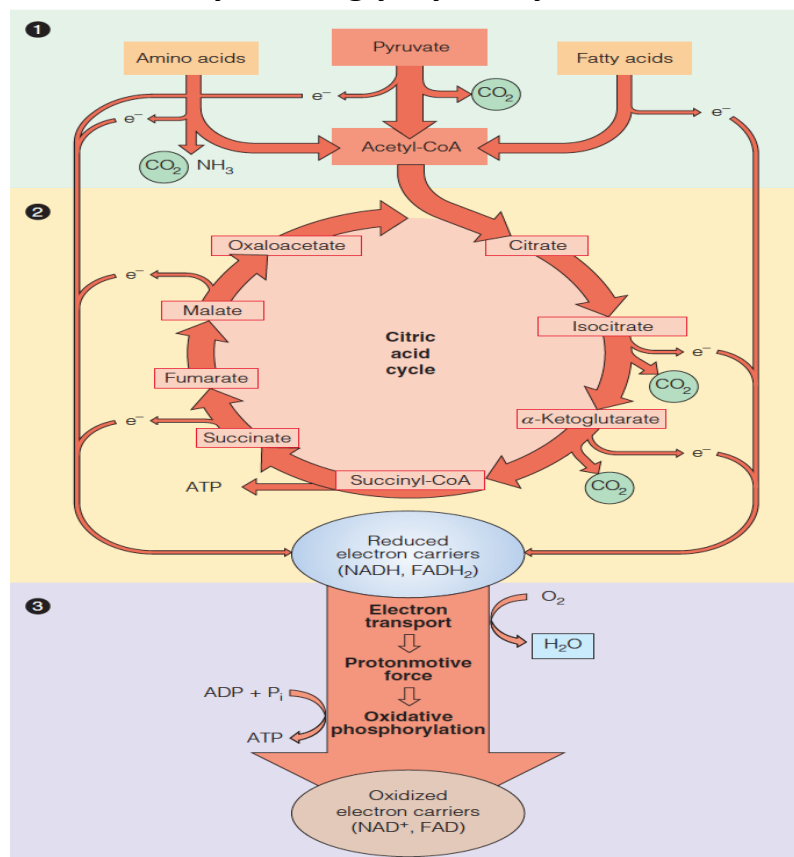 1
Amino acids
Pyruvate
Fatty acids
e⁻
CO₂
e⁻
e⁻
CO₂ NH₃
Acetyl-CoA
2
Oxaloacetate
Citrate
e⁻
Malate
Isocitrate
Citric
acid
cycle
e⁻
CO₂
Fumarate
α-Ketoglutarate
e⁻
Succinate
e⁻
ATP
Succinyl-CoA
CO₂
Reduced
electron carriers
(NADH, FADH₂)
3
Electron
transport
O₂
H₂O
Protonmotive
force
ADP + Pᵢ
Oxidative
phosphorylation
ATP
Oxidized
electron carriers
(NAD⁺, FAD)